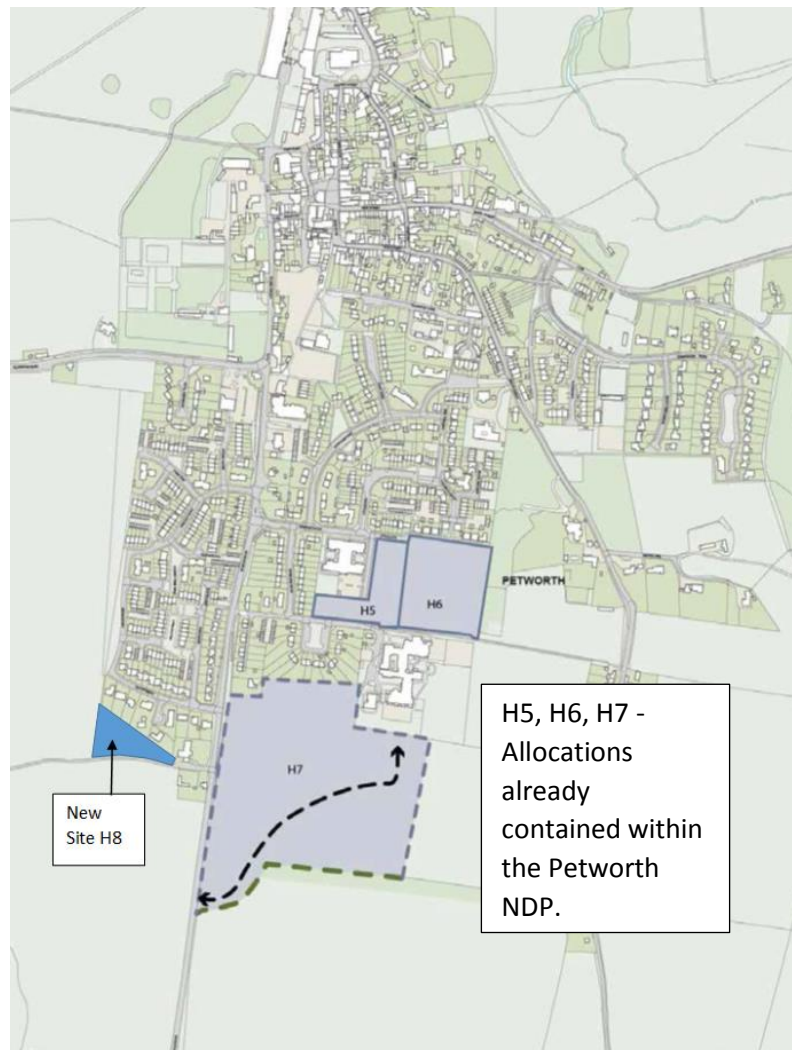 PETWORTH
H5
H6
H7
New
Site H8
H5, H6, H7 -
Allocations
already
contained within
the Petworth
NDP.